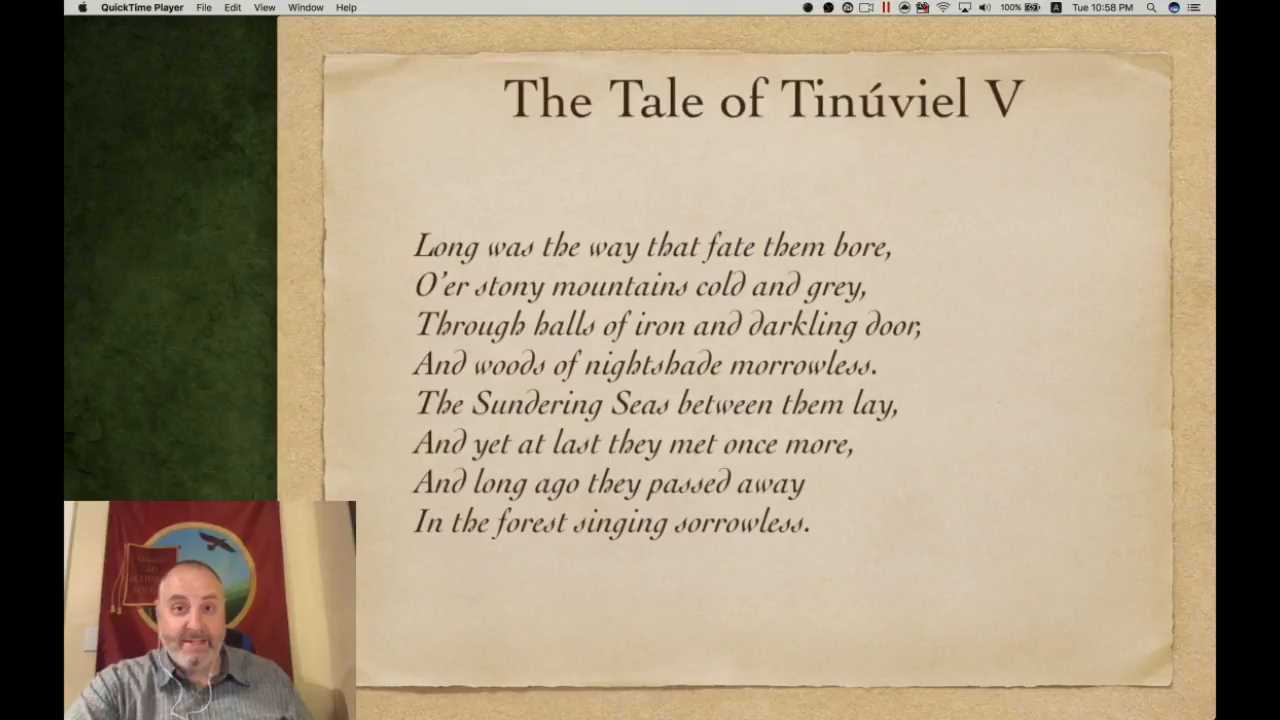 QuickTime Player File Edit View Window Help 100% Tue 10:58 PM
The Tale of Tinúviel V
Long was the way that fate them bore,
O'er stony mountains cold and grey,
Through halls of iron and darkling door,
And woods of nightshade morrowless.
The Sundering Seas between them lay,
And yet at last they met once more,
And long ago they passed away
In the forest singing sorrowless.